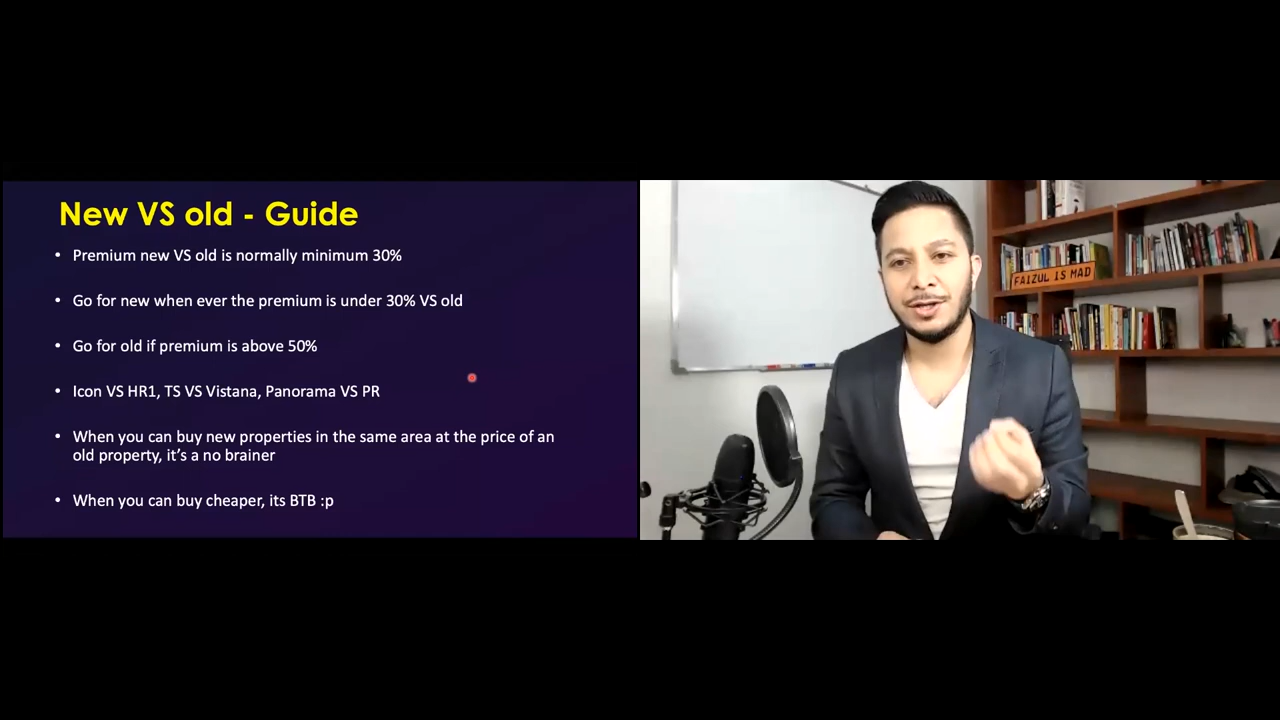 New VS old - Guide
• Premium new VS old is normally minimum 30%
• Go for new when ever the premium is under 30% VS old
• Go for old if premium is above 50%
• Icon VS HR1, TS VS Vistana, Panorama VS PR
• When you can buy new properties in the same area at the price of an
old property, it’s a no brainer
• When you can buy cheaper, its BTB :p
FAIZUL IS MAD